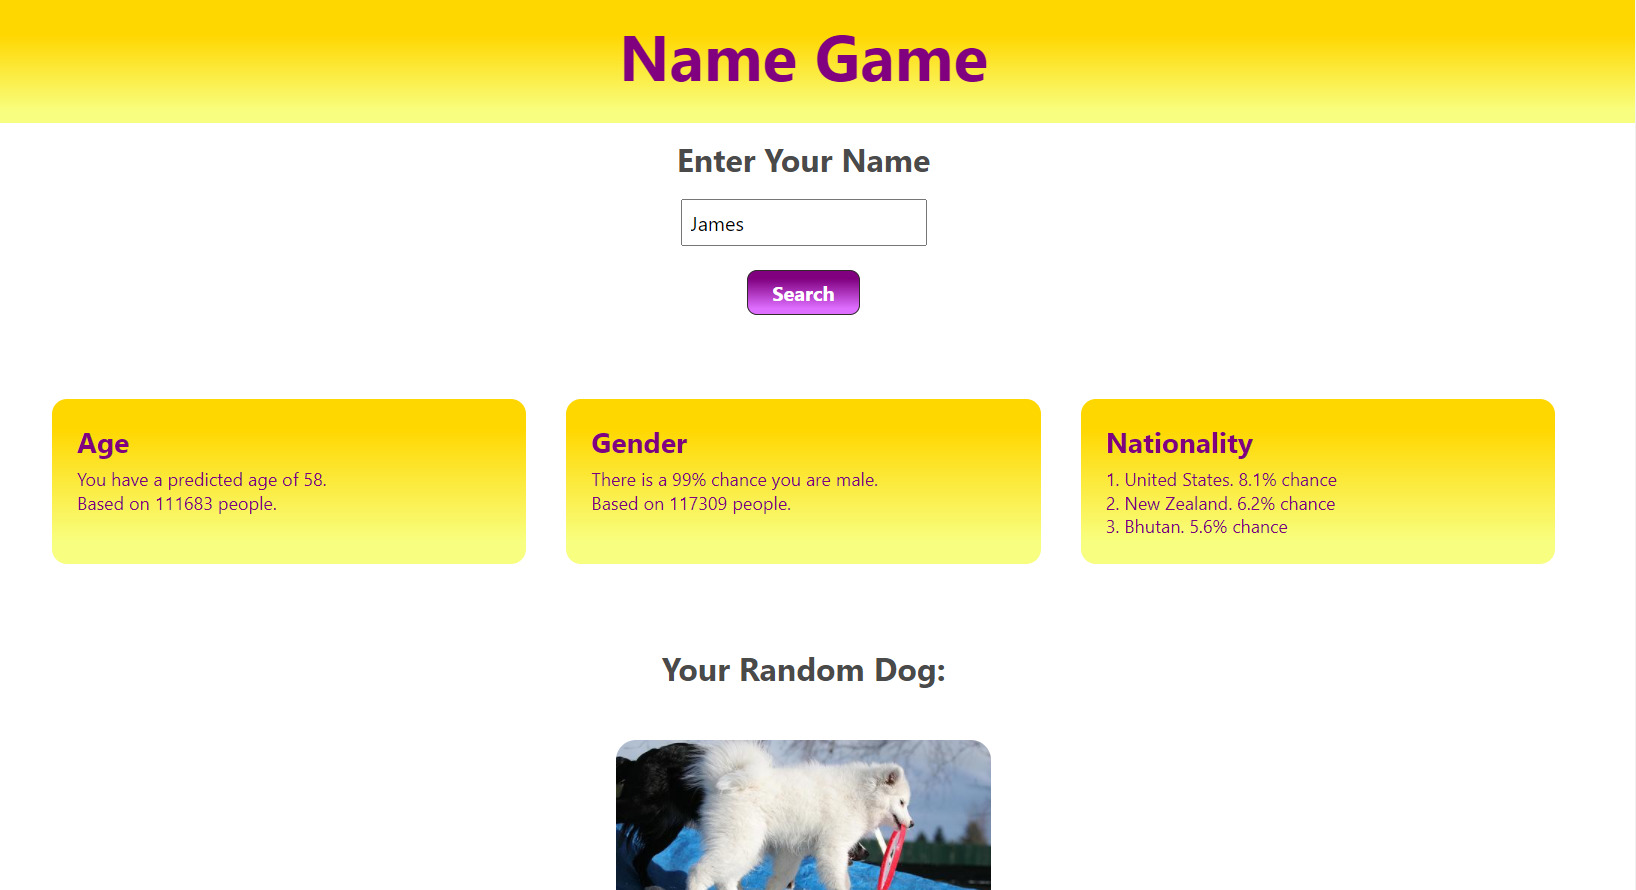 Name Game
Enter Your Name
James
Search
Age
You have a predicted age of 58.
Based on 111683 people.
Gender
There is a 99% chance you are male.
Based on 117309 people.
Nationality
1. United States. 8.1% chance
2. New Zealand. 6.2% chance
3. Bhutan. 5.6% chance
Your Random Dog: